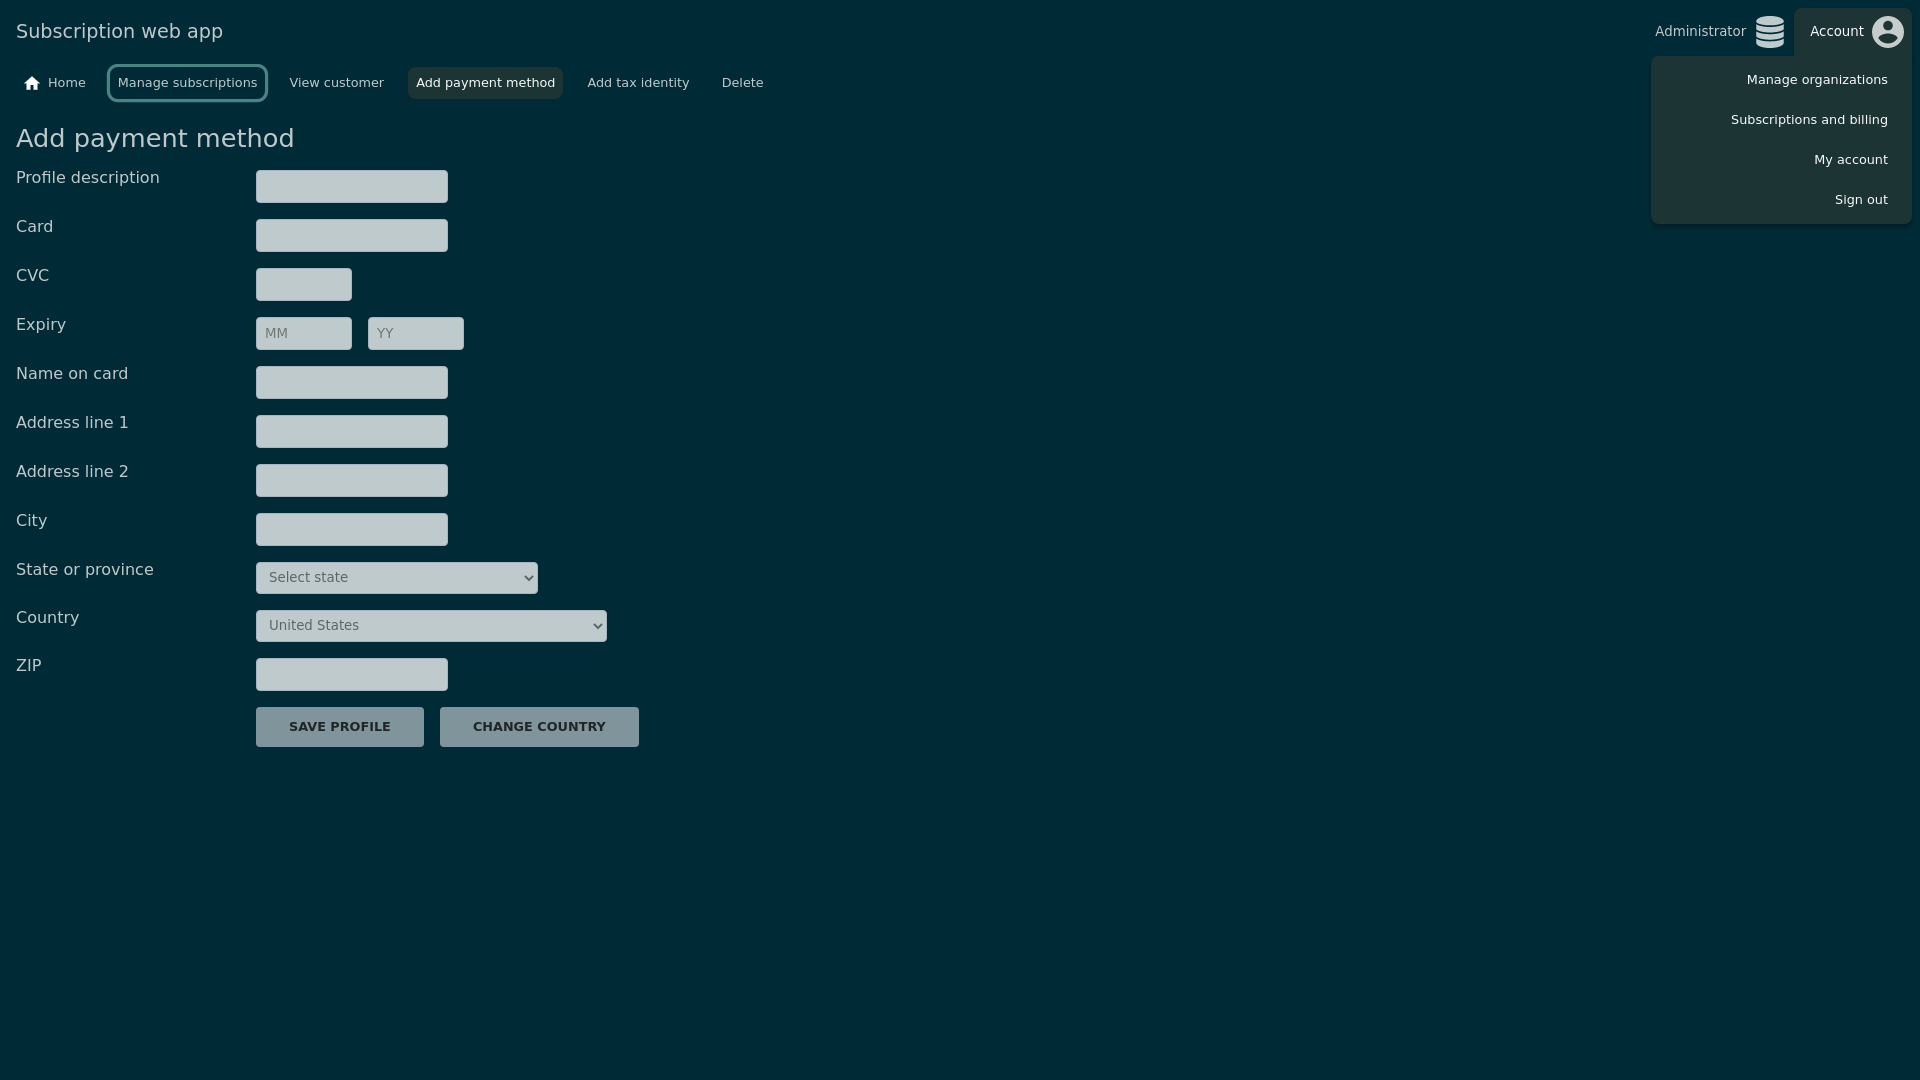 Subscription web app
Administrator
Account
Home
Manage subscriptions
View customer
Add payment method
Add tax identity
Delete
Manage organizations
Subscriptions and billing
My account
Sign out
Add payment method
Profile description
Card
CVC
Expiry
MM
YY
Name on card
Address line 1
Address line 2
City
State or province
Select state
Country
United States
ZIP
SAVE PROFILE
CHANGE COUNTRY